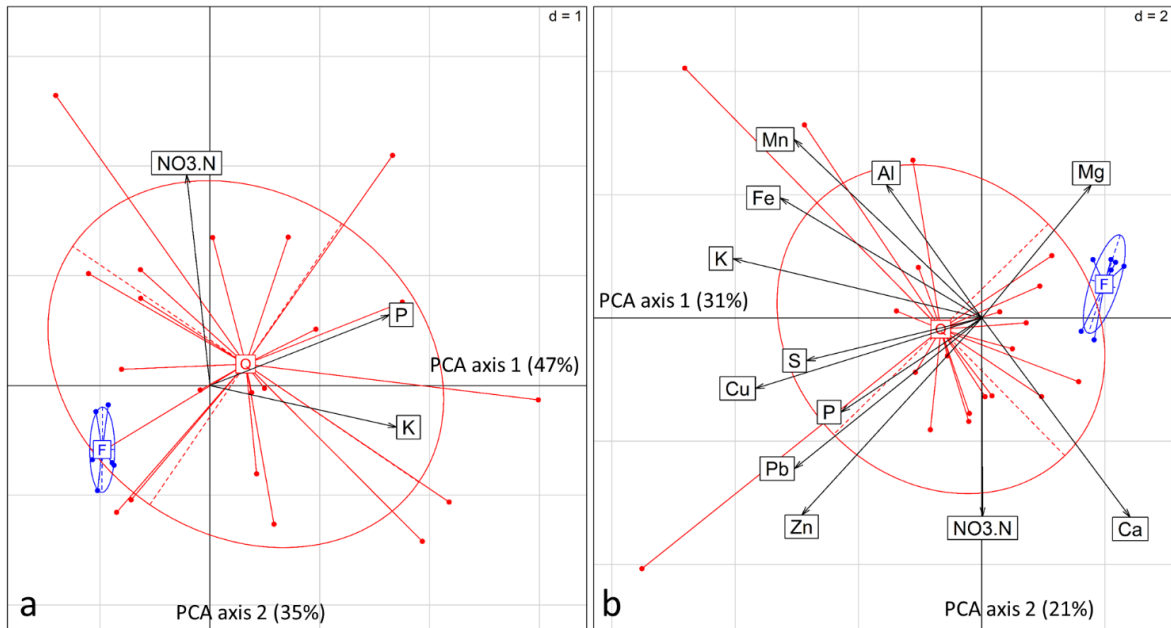 d = 1
NO3.N
P
Q
PCA axis 1 (47%)
K
F
a
PCA axis 2 (35%)
d = 2
Mn
Al
Mg
Fe
K
F
PCA axis 1 (31%)
Q
S
Cu
P
Pb
Zn
NO3.N
Ca
b
PCA axis 2 (21%)